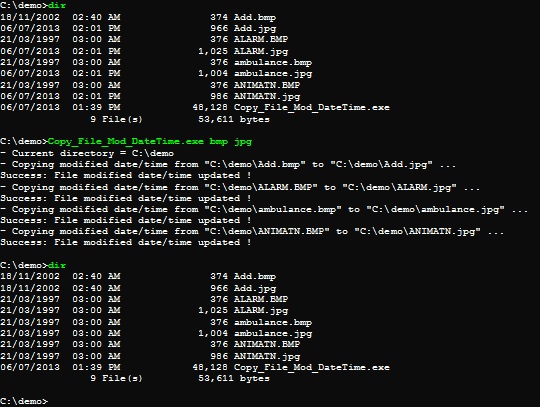 C:\demo>dir
18/11/2002  02:40 AM               374 Add.bmp
06/07/2013  02:01 PM               966 Add.jpg
21/03/1997  03:00 AM               376 ALARM.BMP
06/07/2013  02:01 PM             1,025 ALARM.jpg
21/03/1997  03:00 AM               376 ambulance.bmp
06/07/2013  02:01 PM             1,004 ambulance.jpg
21/03/1997  03:00 AM               376 ANIMATN.BMP
06/07/2013  02:01 PM               986 ANIMATN.jpg
06/07/2013  01:39 PM            48,128 Copy_File_Mod_DateTime.exe
               9 File(s)         53,611 bytes
C:\demo>Copy_File_Mod_DateTime.exe bmp jpg
- Current directory = C:\demo
- Copying modified date/time from "C:\demo\Add.bmp" to "C:\demo\Add.jpg" ...
Success: File modified date/time updated !
- Copying modified date/time from "C:\demo\ALARM.BMP" to "C:\demo\ALARM.jpg" ...
Success: File modified date/time updated !
- Copying modified date/time from "C:\demo\ambulance.bmp" to "C:\demo\ambulance.jpg" ...
Success: File modified date/time updated !
- Copying modified date/time from "C:\demo\ANIMATN.BMP" to "C:\demo\ANIMATN.jpg" ...
Success: File modified date/time updated !
C:\demo>dir
18/11/2002  02:40 AM               374 Add.bmp
18/11/2002  02:40 AM               966 Add.jpg
21/03/1997  03:00 AM               376 ALARM.BMP
21/03/1997  03:00 AM             1,025 ALARM.jpg
21/03/1997  03:00 AM               376 ambulance.bmp
21/03/1997  03:00 AM             1,004 ambulance.jpg
21/03/1997  03:00 AM               376 ANIMATN.BMP
21/03/1997  03:00 AM               986 ANIMATN.jpg
06/07/2013  01:39 PM            48,128 Copy_File_Mod_DateTime.exe
               9 File(s)         53,611 bytes
C:\demo>